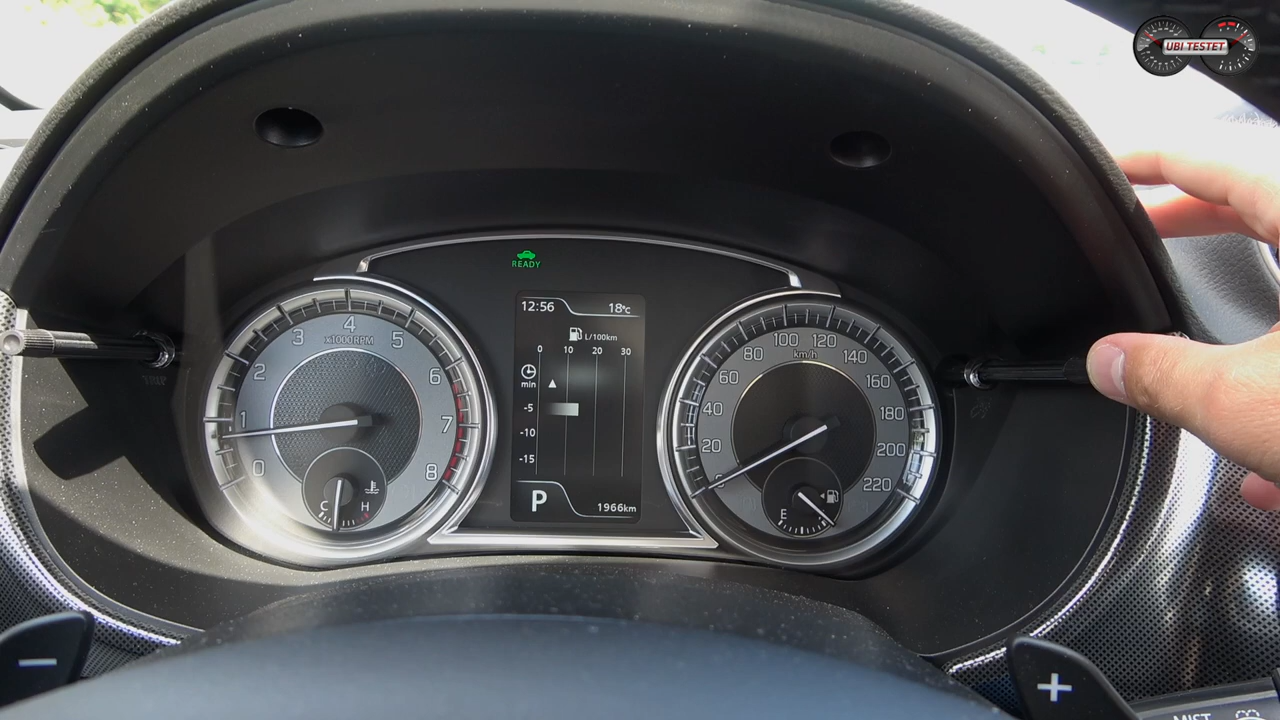 UBI TESTET
READY
12:56 18°C
L/100km
0 10 20 30
min
-5
-10
-15
P 1966km
0 1 2 3 4 5 6 7 8
x1000RPM
C H
20 40 60 80 100 120 140 160 180 200 220
km/h
E
TRIP
−
+
MIST